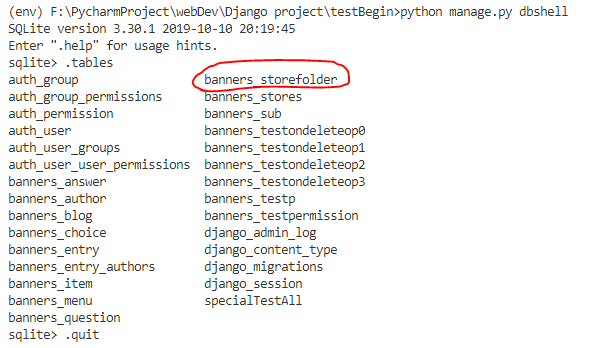 (env) F:\PycharmProject\webDev\Django project\testBegin>python manage.py dbshell
SQLite version 3.30.1 2019-10-10 20:19:45
Enter ".help" for usage hints.
sqlite> .tables
auth_group banners_storefolder
auth_group_permissions banners_stores
auth_permission banners_sub
auth_user banners_testondeleteop0
auth_user_groups banners_testondeleteop1
auth_user_user_permissions banners_testondeleteop2
banners_answer banners_testondeleteop3
banners_author banners_testp
banners_blog banners_testpermission
banners_choice django_admin_log
banners_entry django_content_type
banners_entry_authors django_migrations
banners_item django_session
banners_menu specialTestAll
banners_question
sqlite> .quit